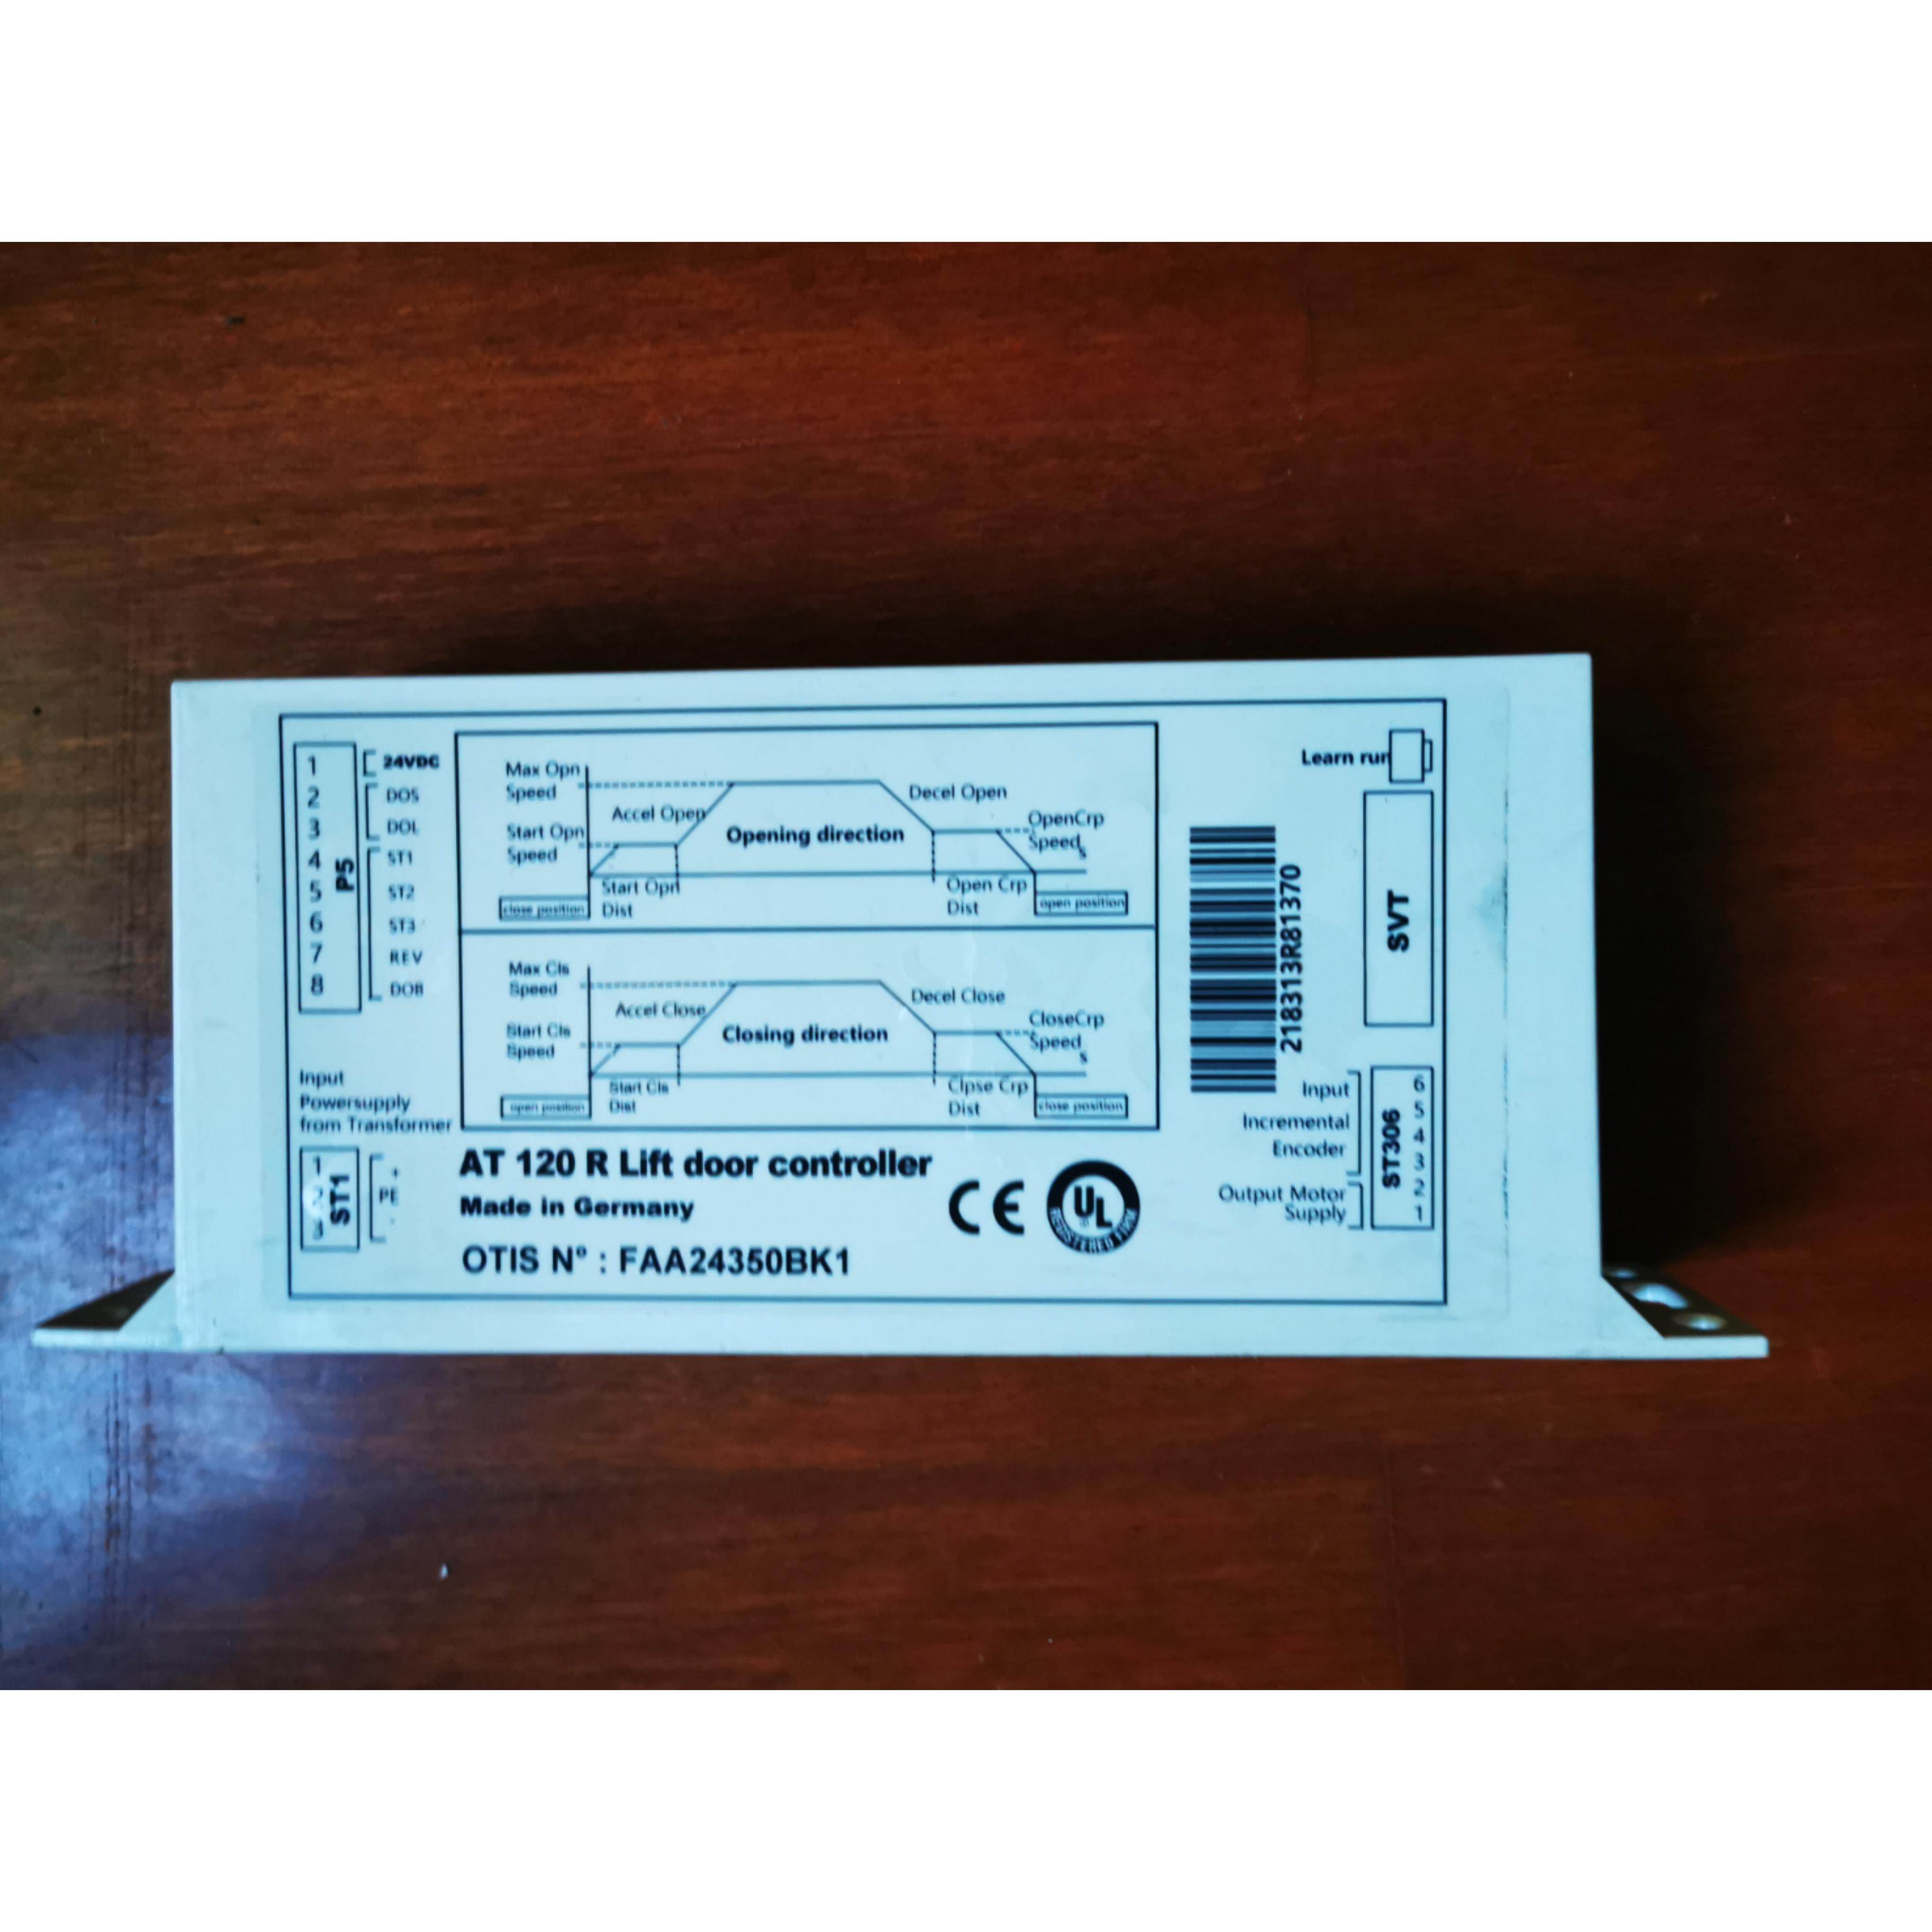 1 24VDC
2 DOS
3 DOL
4 ST1
5 ST2
6 ST3
7 REV
8 DOB
P5
Input
Powersupply
from Transformer
1 +
2 PE
3 -
ST1
Max Opn
Speed
Accel Open
Start Opn
Speed
Opening direction
Decel Open
OpenCrp
Speed
s
close position
Start Opn
Dist
Open Crp
Dist
open position
Max Cls
Speed
Accel Close
Start Cls
Speed
Closing direction
Decel Close
CloseCrp
Speed
s
open position
Start Cls
Dist
Clpse Crp
Dist
close position
AT 120 R Lift door controller
Made in Germany
OTIS Nº : FAA24350BK1
CE
UL
®
REGISTERED FIRM
218313R81370
Learn run
SVT
Input
Incremental
Encoder
Output Motor
Supply
ST306
6
5
4
3
2
1